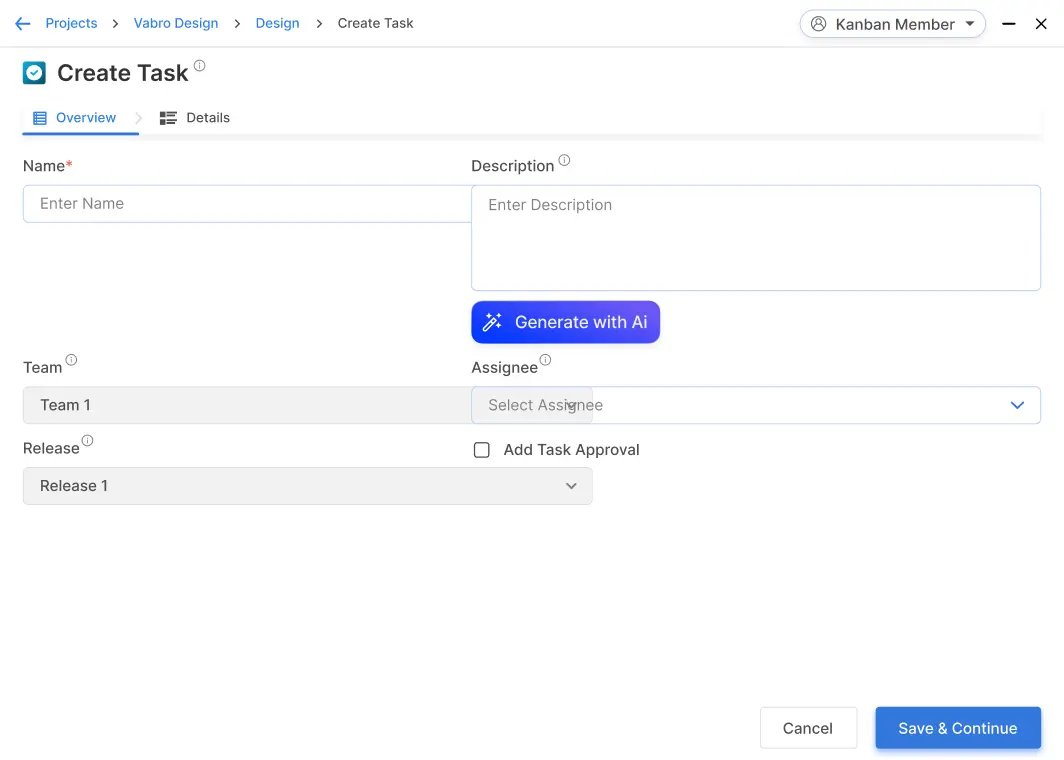 Projects > Vabro Design > Design > Create Task
Kanban Member
Create Task
Overview
Details
Name*
Enter Name
Description
Enter Description
Generate with Ai
Team
Team 1
Assignee
Select Assignee
Release
Release 1
Add Task Approval
Cancel
Save & Continue